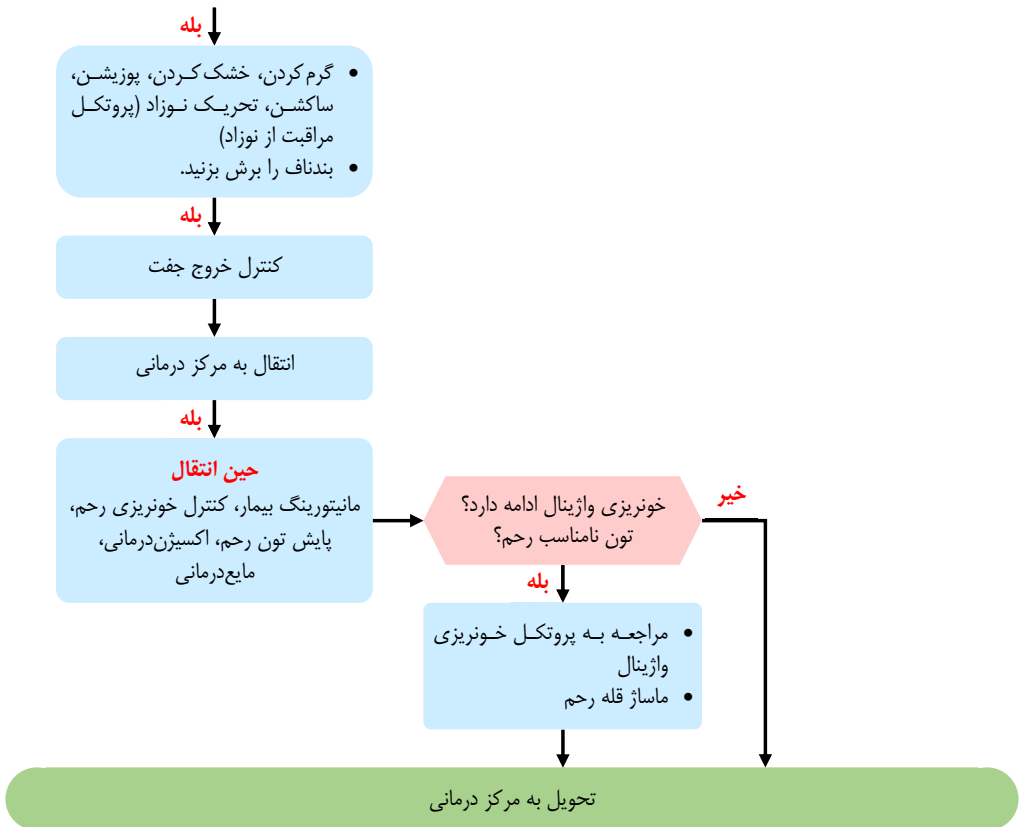 بله
• گرم کردن، خشک کردن، پوزیشن،
ساکشن، تحریک نوزاد (پروتکل
مراقبت از نوزاد)
• بندناف را برش بزنید.
بله
کنترل خروج جفت
انتقال به مرکز درمانی
بله
حین انتقال
مانیتورینگ بیمار، کنترل خونریزی رحم،
پایش تون رحم، اکسیژن‌درمانی،
مایع‌درمانی
خونریزی واژینال ادامه دارد؟
تون نامناسب رحم؟
خیر
بله
• مراجعه به پروتکل خونریزی
واژینال
• ماساژ قله رحم
تحویل به مرکز درمانی